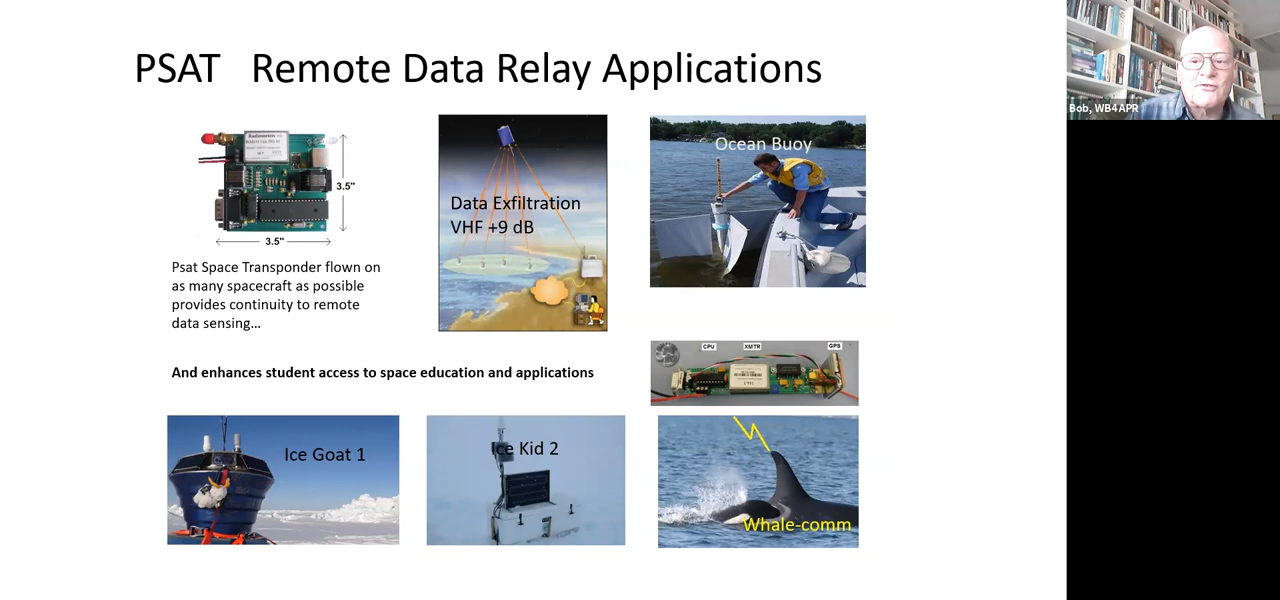 PSAT Remote Data Relay Applications
Bob, WB4APR
Radiometrix
3.5"
3.5"
Psat Space Transponder flown on
as many spacecraft as possible
provides continuity to remote
data sensing...
Data Exfiltration
VHF +9 dB
Ocean Buoy
And enhances student access to space education and applications
CPU
XMTR
GPS
Ice Goat 1
Ice Kid 2
Whale-comm